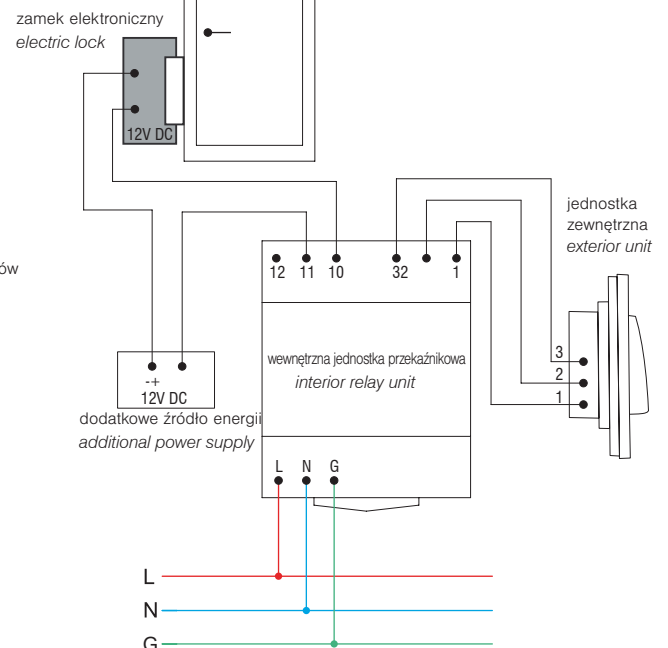 zamek elektroniczny
electric lock
12V DC
jednostka
zewnętrzna
exterior unit
ów
12 11 10 32 1
wewnętrzna jednostka przekaźnikowa
interior relay unit
3
2
1
-+
12V DC
dodatkowe źródło energii
additional power supply
L N G
L
N
G